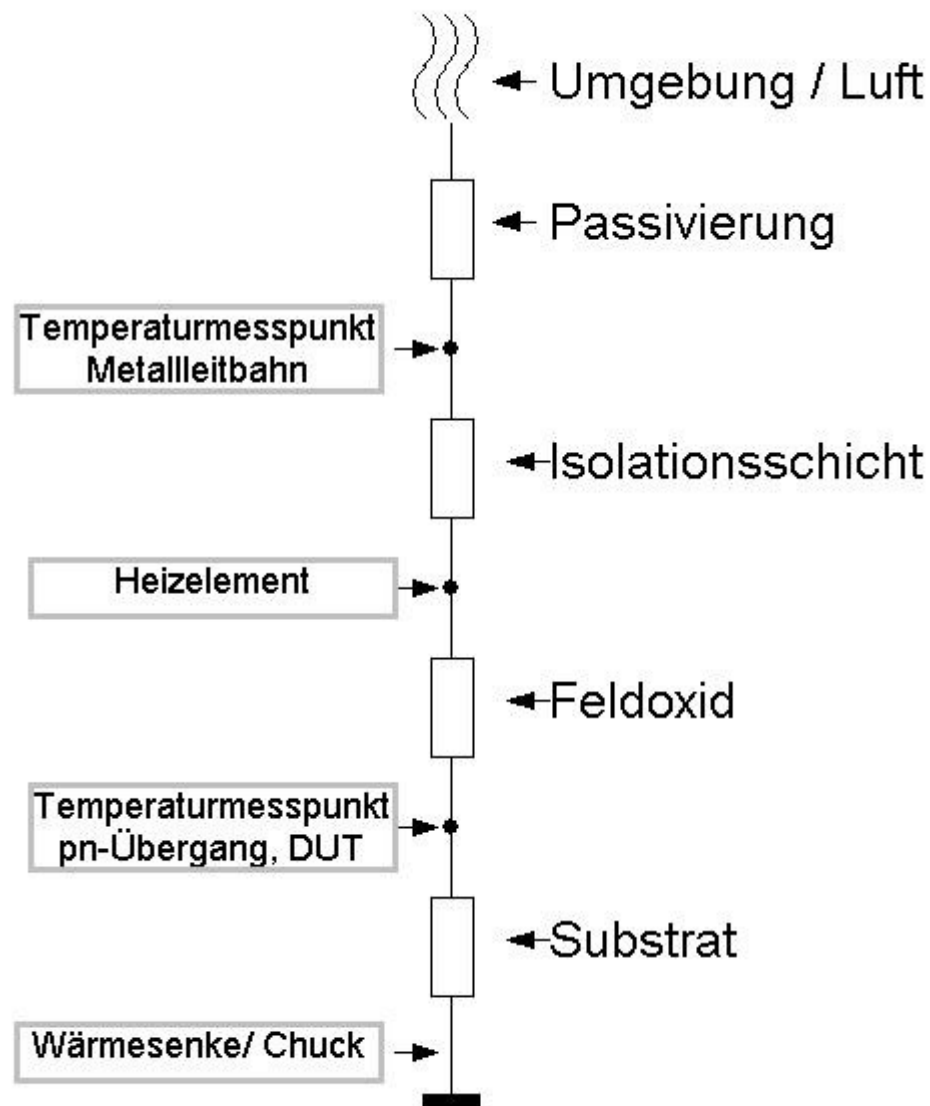 Umgebung / Luft
Passivierung
Temperaturmesspunkt
Metallleitbahn
Isolationsschicht
Heizelement
Feldoxid
Temperaturmesspunkt
pn-Übergang, DUT
Substrat
Wärmesenke/ Chuck